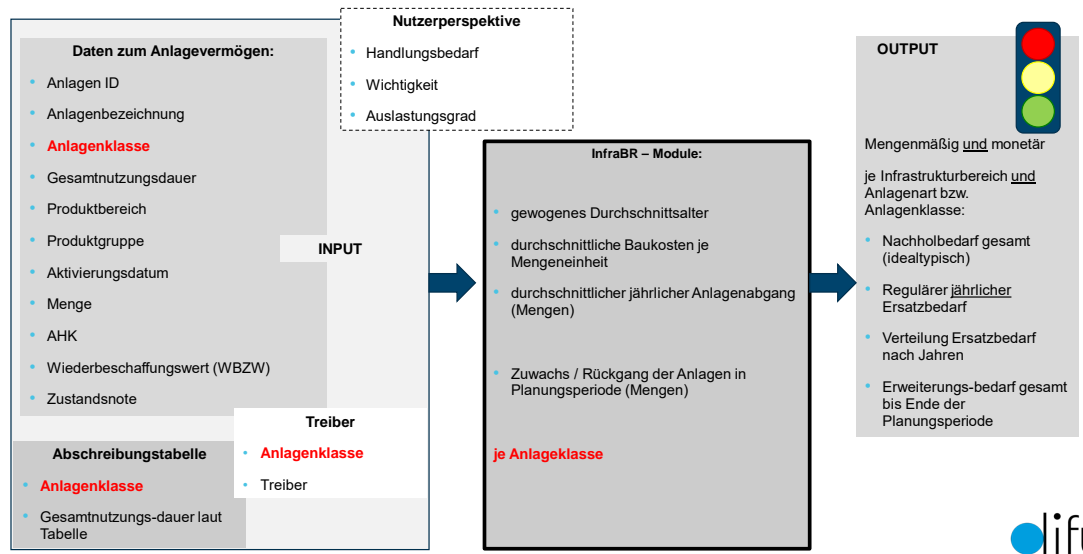 Nutzerperspektive
• Handlungsbedarf
• Wichtigkeit
• Auslastungsgrad
Daten zum Anlagevermögen:
• Anlagen ID
• Anlagenbezeichnung
• Anlagenklasse
• Gesamtnutzungsdauer
• Produktbereich
• Produktgruppe
• Aktivierungsdatum
• Menge
• AHK
• Wiederbeschaffungswert (WBZW)
• Zustandsnote
INPUT
Treiber
• Anlagenklasse
• Treiber
Abschreibungstabelle
• Anlagenklasse
• Gesamtnutzungs-dauer laut
Tabelle
InfraBR – Module:
• gewogenes Durchschnittsalter
• durchschnittliche Baukosten je
Mengeneinheit
• durchschnittlicher jährlicher Anlagenabgang
(Mengen)
• Zuwachs / Rückgang der Anlagen in
Planungsperiode (Mengen)
je Anlageklasse
OUTPUT
Mengenmäßig und monetär
je Infrastrukturbereich und
Anlagenart bzw.
Anlagenklasse:
• Nachholbedarf gesamt
(idealtypisch)
• Regulärer jährlicher
Ersatzbedarf
• Verteilung Ersatzbedarf
nach Jahren
• Erweiterungs-bedarf gesamt
bis Ende der
Planungsperiode